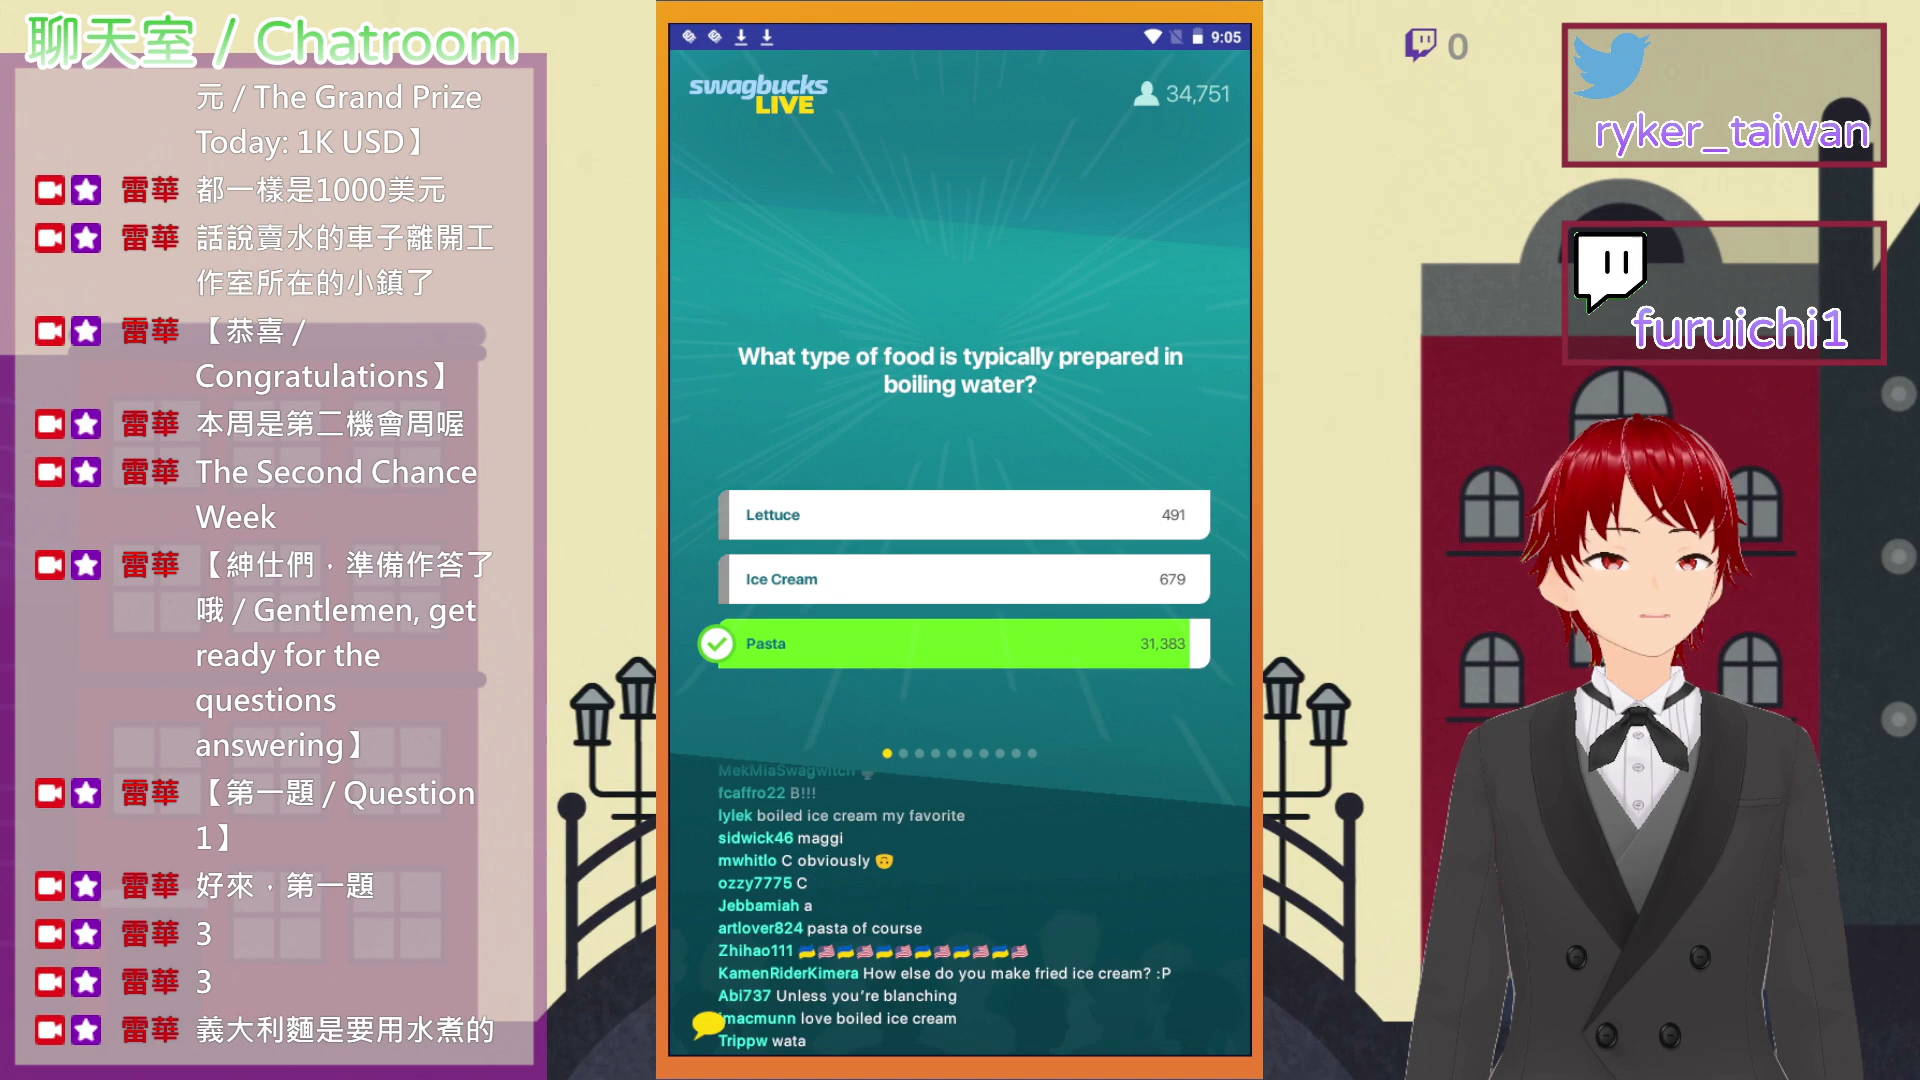 聊天室 / Chatroom
元 / The Grand Prize
Today: 1K USD】
雷華 都一樣是1000美元
雷華 話說賣水的車子離開工
作室所在的小鎮了
雷華 【恭喜 /
Congratulations】
雷華 本周是第二機會周喔
雷華 The Second Chance
Week
雷華 【紳仕們，準備作答了
哦 / Gentlemen, get
ready for the
questions
answering】
雷華 【第一題 / Question
1】
雷華 好來，第一題
雷華 3
雷華 3
雷華 義大利麵是要用水煮的
9:05
swagbucks
LIVE
34,751
What type of food is typically prepared in
boiling water?
Lettuce 491
Ice Cream 679
Pasta 31,383
MekMiaSwagwitch
fcaffro22 B!!!
lylek boiled ice cream my favorite
sidwick46 maggi
mwhitlo C obviously 🙃
ozzy7775 C
Jebbamiah a
artlover824 pasta of course
Zhihao111 🇺🇦🇺🇸🇺🇦🇺🇸🇺🇦🇺🇸🇺🇦🇺🇸🇺🇦🇺🇸🇺🇦🇺🇸
KamenRiderKimera How else do you make fried ice cream? :P
Abi737 Unless you're blanching
macmunn love boiled ice cream
Trippw wata
0
ryker_taiwan
furuichi1